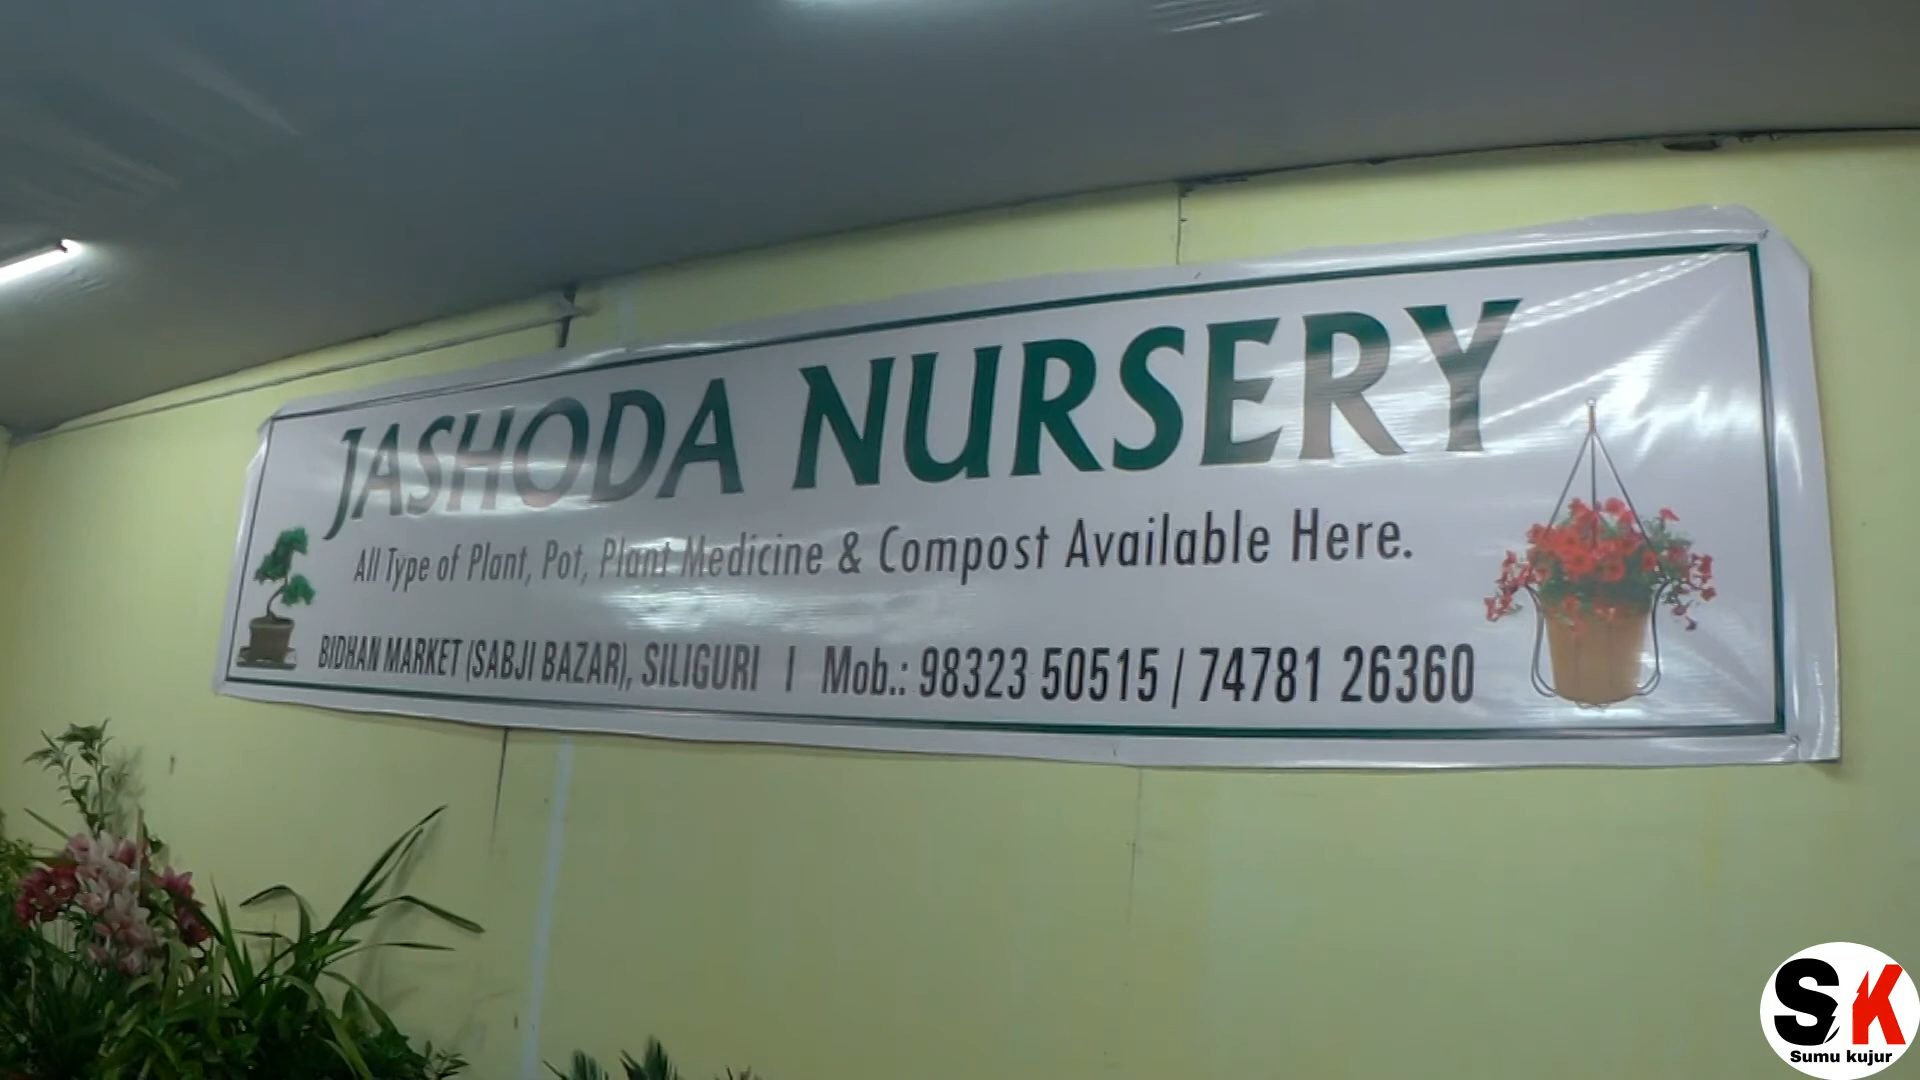 JASHODA NURSERY
All Type of Plant, Pot, Plant Medicine & Compost Available Here.
BIDHAN MARKET (SABJI BAZAR), SILIGURI | Mob.: 98323 50515 / 74781 26360
SK
Sumu kujur